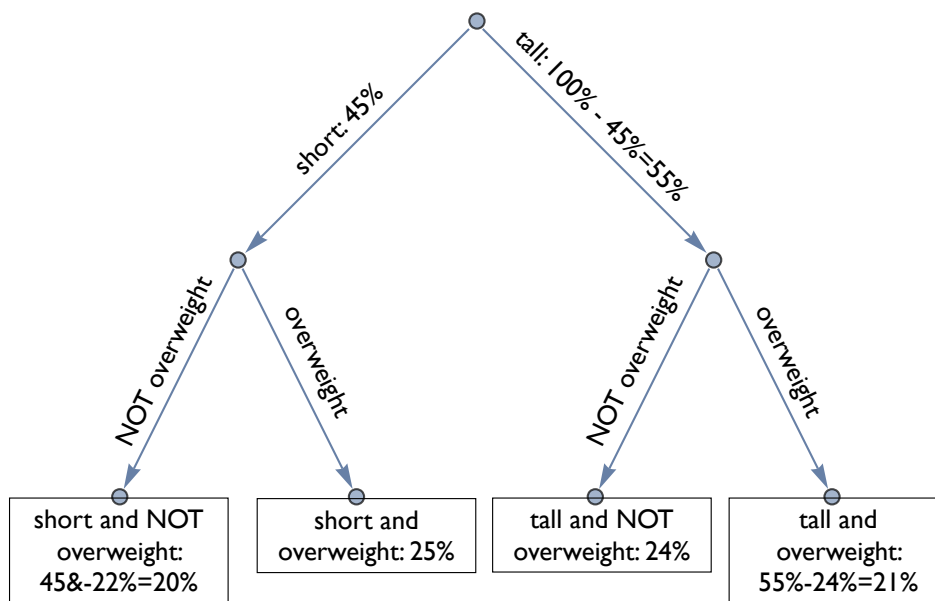 short: 45%
tall: 100% - 45%=55%
NOT overweight
overweight
NOT overweight
overweight
short and NOT
overweight:
45&-22%=20%
short and
overweight: 25%
tall and NOT
overweight: 24%
tall and
overweight:
55%-24%=21%